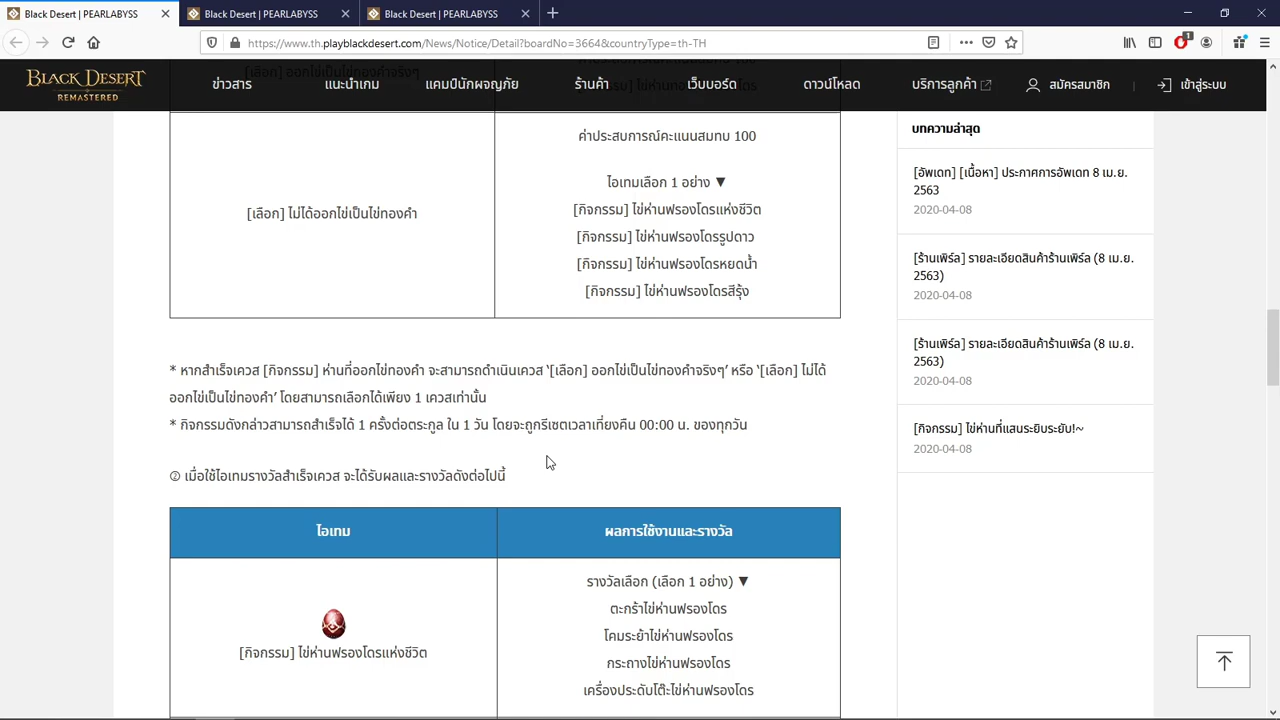 Black Desert | PEARLABYSS
Black Desert | PEARLABYSS
Black Desert | PEARLABYSS
https://www.th.playblackdesert.com/News/Notice/Detail?boardNo=3664&countryType=th-TH
1
BLACK DESERT
REMASTERED
ข่าวสาร
แนะนำเกม
แคมป์นักผจญภัย
ร้านค้า
เว็บบอร์ด
ดาวน์โหลด
บริการลูกค้า
สมัครสมาชิก
เข้าสู่ระบบ
[เลือก] ออกไข่เป็นไข่ทองคำจริงๆ
ค่าประสบการณ์คะแนนสมทบ 100
ไอเทมเลือก 1 อย่าง ▼
[เลือก] ไม่ได้ออกไข่เป็นไข่ทองคำ
[กิจกรรม] ไข่ห่านฟรองโดรแห่งชีวิต
[กิจกรรม] ไข่ห่านฟรองโดรรูปดาว
[กิจกรรม] ไข่ห่านฟรองโดรหยดน้ำ
[กิจกรรม] ไข่ห่านฟรองโดรสีรุ้ง
* หากสำเร็จเควส [กิจกรรม] ห่านที่ออกไข่ทองคำ จะสามารถดำเนินเควส ‘[เลือก] ออกไข่เป็นไข่ทองคำจริงๆ’ หรือ ‘[เลือก] ไม่ได้
ออกไข่เป็นไข่ทองคำ’ โดยสามารถเลือกได้เพียง 1 เควสเท่านั้น
* กิจกรรมดังกล่าวสามารถสำเร็จได้ 1 ครั้งต่อตระกูล ใน 1 วัน โดยจะถูกรีเซตเวลาเที่ยงคืน 00:00 น. ของทุกวัน
② เมื่อใช้ไอเทมรางวัลสำเร็จเควส จะได้รับผลและรางวัลดังต่อไปนี้
ไอเทม
ผลการใช้งานและรางวัล
[กิจกรรม] ไข่ห่านฟรองโดรแห่งชีวิต
รางวัลเลือก (เลือก 1 อย่าง) ▼
ตะกร้าไข่ห่านฟรองโดร
โคมระย้าไข่ห่านฟรองโดร
กระถางไข่ห่านฟรองโดร
เครื่องประดับโต๊ะไข่ห่านฟรองโดร
บทความล่าสุด
[อัพเดท] [เนื้อหา] ประกาศการอัพเดท 8 เม.ย.
2563
2020-04-08
[ร้านเพิร์ล] รายละเอียดสินค้าร้านเพิร์ล (8 เม.ย.
2563)
2020-04-08
[ร้านเพิร์ล] รายละเอียดสินค้าร้านเพิร์ล (8 เม.ย.
2563)
2020-04-08
[กิจกรรม] ไข่ห่านที่แสนระยิบระยับ!~
2020-04-08